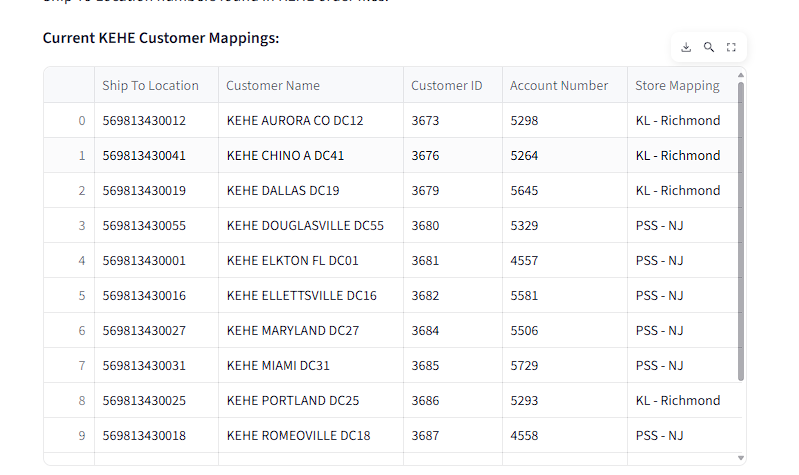 Current KEHE Customer Mappings:
Ship To Location Customer Name Customer ID Account Number Store Mapping
0 569813430012 KEHE AURORA CO DC12 3673 5298 KL - Richmond
1 569813430041 KEHE CHINO A DC41 3676 5264 KL - Richmond
2 569813430019 KEHE DALLAS DC19 3679 5645 KL - Richmond
3 569813430055 KEHE DOUGLASVILLE DC55 3680 5329 PSS - NJ
4 569813430001 KEHE ELKTON FL DC01 3681 4557 PSS - NJ
5 569813430016 KEHE ELLETTSVILLE DC16 3682 5581 PSS - NJ
6 569813430027 KEHE MARYLAND DC27 3684 5506 PSS - NJ
7 569813430031 KEHE MIAMI DC31 3685 5729 PSS - NJ
8 569813430025 KEHE PORTLAND DC25 3686 5293 KL - Richmond
9 569813430018 KEHE ROMEOVILLE DC18 3687 4558 PSS - NJ